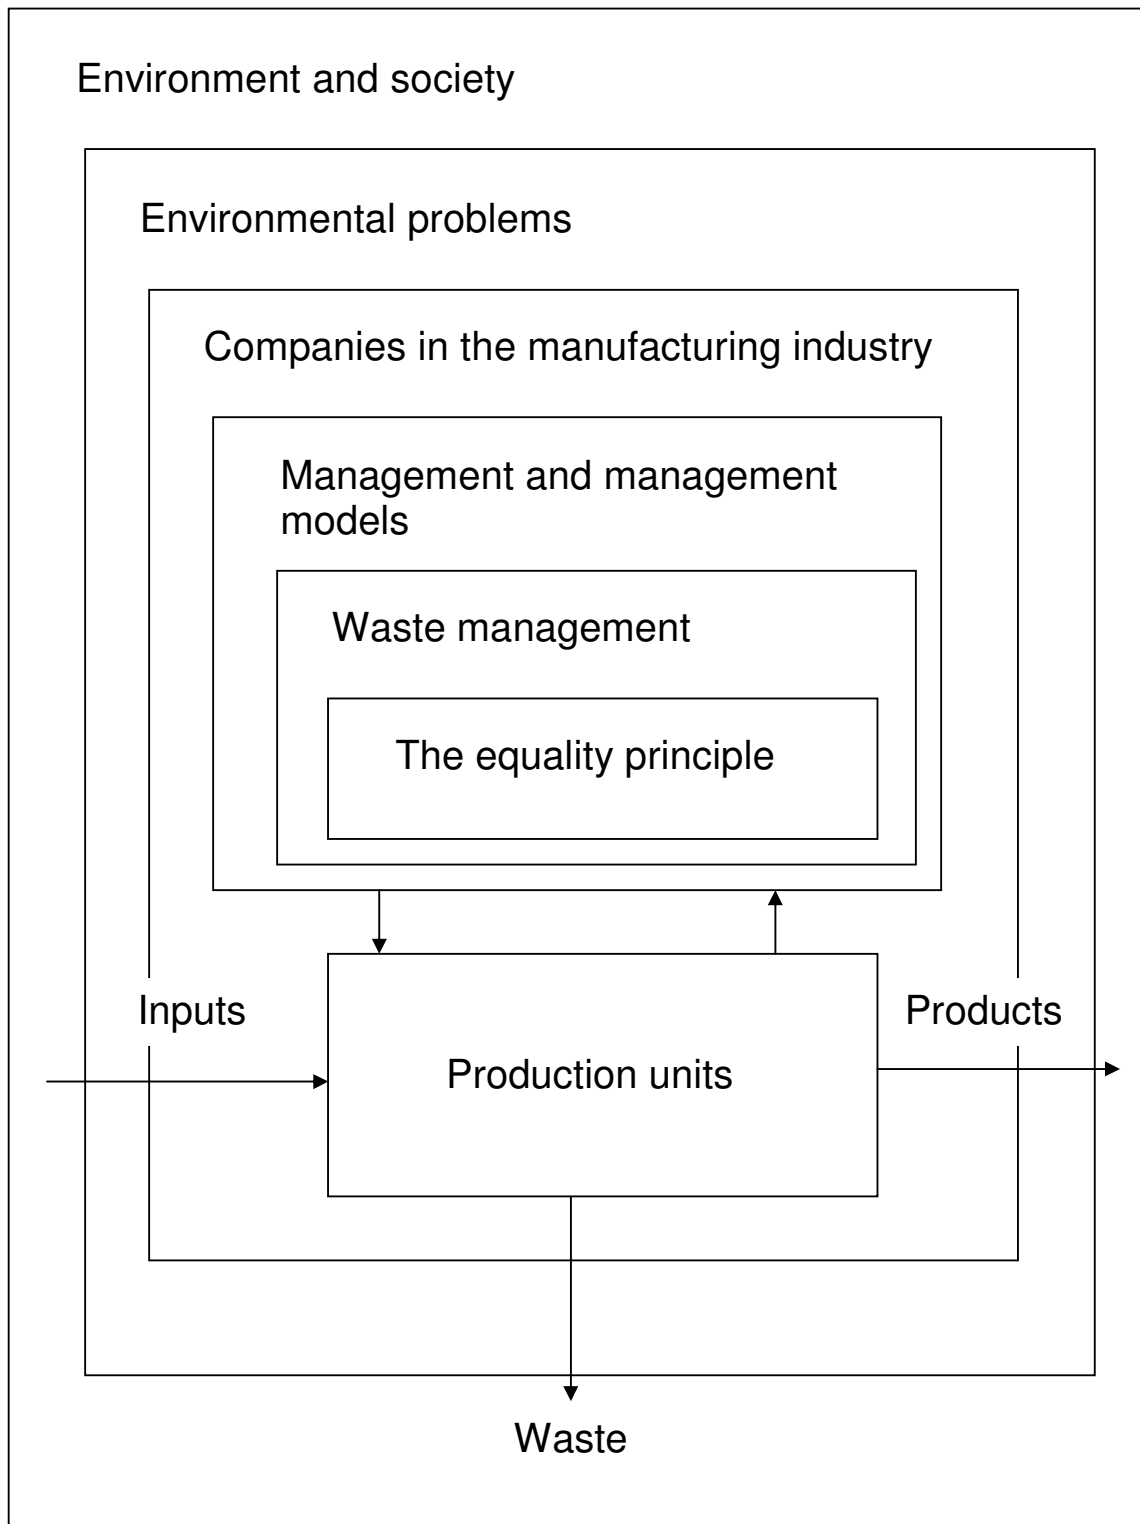 Environment and society
Environmental problems
Companies in the manufacturing industry
Management and management
models
Waste management
The equality principle
Inputs
Products
Production units
Waste